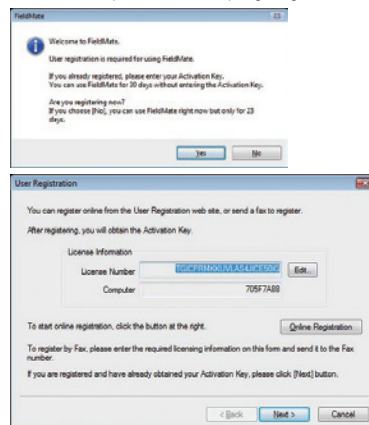 FieldMate
Welcome to FieldMate.
User registration is required for using FieldMate.
If you already registered, please enter your Activation Key.
You can use FieldMate for 30 days without entering the Activation Key.
Are you registering now?
If you choose [No], you can use FieldMate right now but only for 23
days.
Yes No
User Registration
You can register online from the User Registration web site, or send a fax to register.
After registering, you will obtain the Activation Key.
License Information
License Number Edit...
Computer 705F7A88
To start online registration, click the button at the right. Online Registration
To register by Fax, please enter the required licensing information on this form and send it to the Fax
number.
If you are registered and have already obtained your Activation Key, please click [Next] button.
< Back Next > Cancel